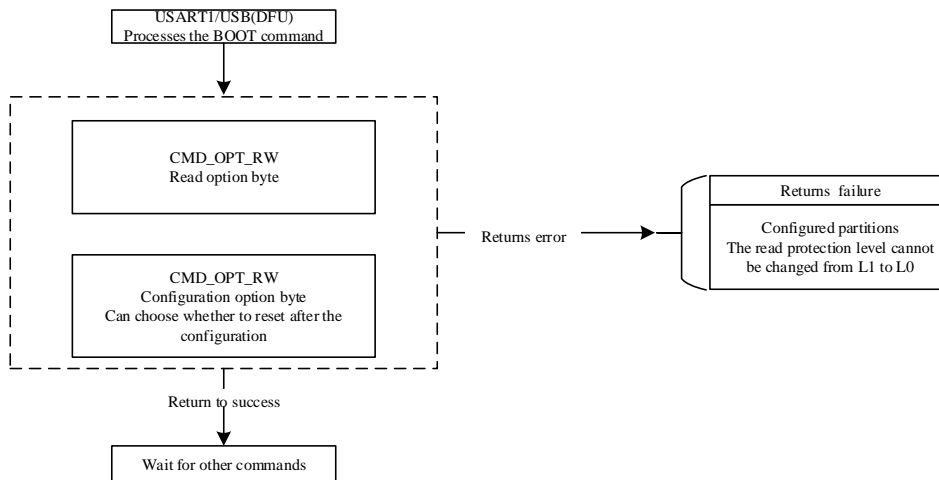 USART1/USB(DFU)
Processes the BOOT command
CMD_OPT_RW
Read option byte
CMD_OPT_RW
Configuration option byte
Can choose whether to reset after the
configuration
Returns error
Returns failure
Configured partitions
The read protection level cannot
be changed from L1 to L0
Return to success
Wait for other commands